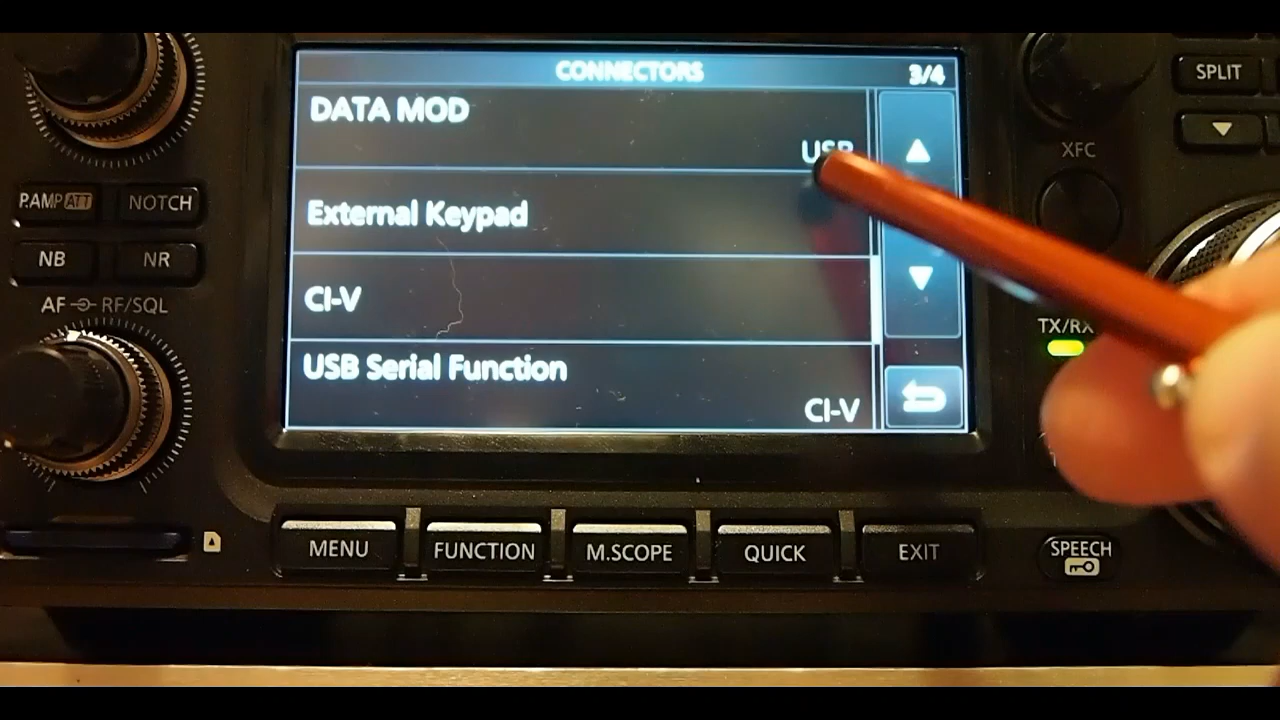 CONNECTORS 3/4
DATA MOD
USB
External Keypad
CI-V
USB Serial Function
CI-V
P.AMP ATT NOTCH
NB NR
AF RF/SQL
SPLIT
XFC
TX/RX
MENU FUNCTION M.SCOPE QUICK EXIT
SPEECH